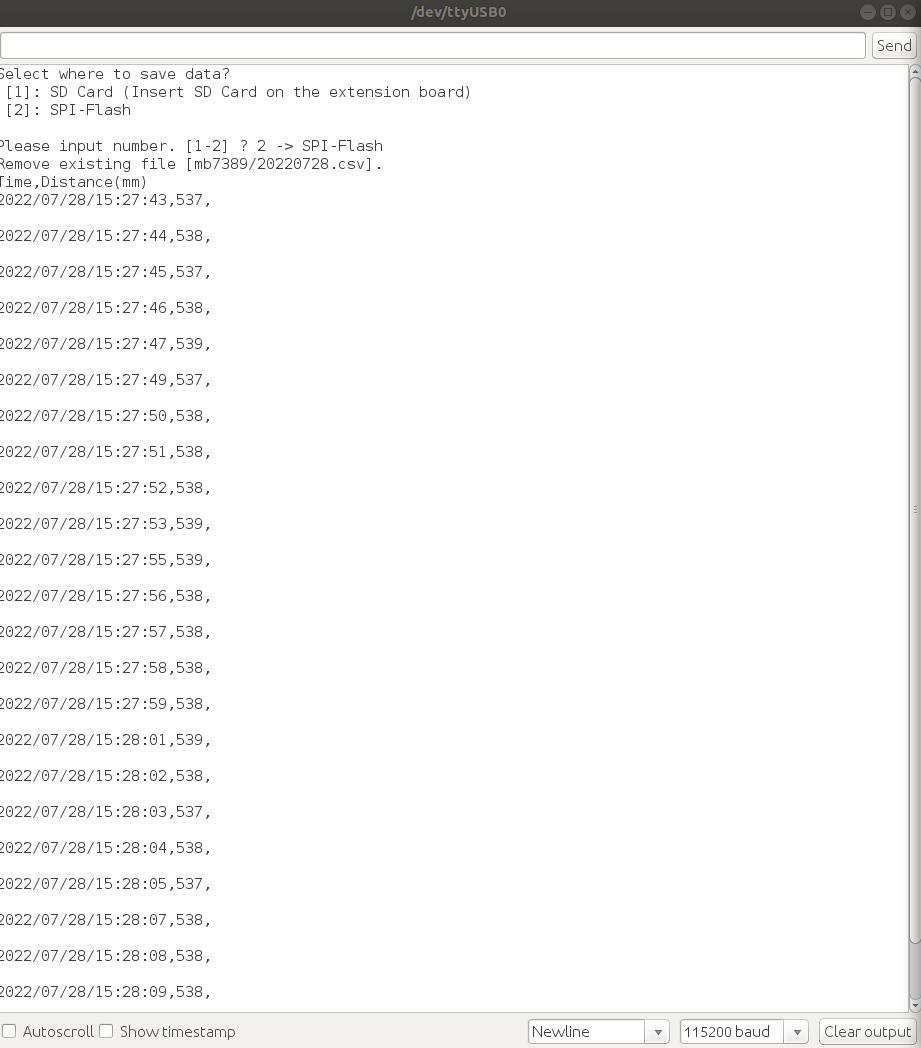 /dev/ttyUSB0
Send
Select where to save data?
[1]: SD Card (Insert SD Card on the extension board)
[2]: SPI-Flash
Please input number. [1-2] ? 2 -> SPI-Flash
Remove existing file [mb7389/20220728.csv].
Time,Distance(mm)
2022/07/28/15:27:43,537,
2022/07/28/15:27:44,538,
2022/07/28/15:27:45,537,
2022/07/28/15:27:46,538,
2022/07/28/15:27:47,539,
2022/07/28/15:27:49,537,
2022/07/28/15:27:50,538,
2022/07/28/15:27:51,538,
2022/07/28/15:27:52,538,
2022/07/28/15:27:53,539,
2022/07/28/15:27:55,539,
2022/07/28/15:27:56,538,
2022/07/28/15:27:57,538,
2022/07/28/15:27:58,538,
2022/07/28/15:27:59,538,
2022/07/28/15:28:01,539,
2022/07/28/15:28:02,538,
2022/07/28/15:28:03,537,
2022/07/28/15:28:04,538,
2022/07/28/15:28:05,537,
2022/07/28/15:28:07,538,
2022/07/28/15:28:08,538,
2022/07/28/15:28:09,538,
Autoscroll Show timestamp Newline 115200 baud Clear output